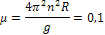 μ = 4π²n²R / g = 0,1